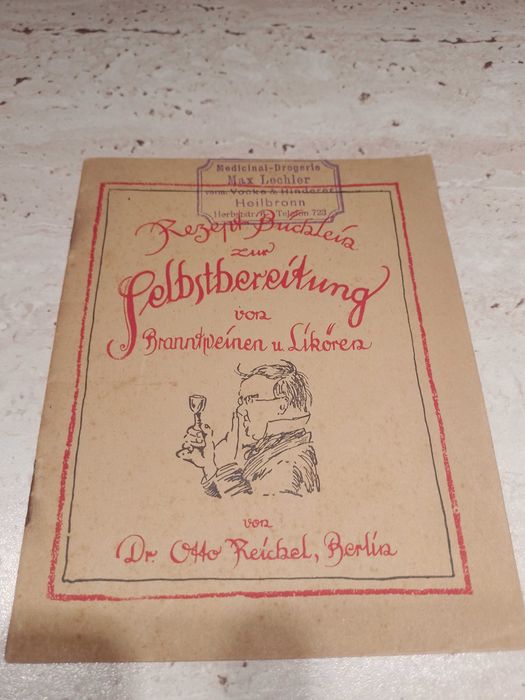 Medicinal-Drogerie
Max Lechler
vorm. Vocke & Hinderer
Heilbronn
Herbststr. Telefon 723
Rezept Büchlein
zur
Selbstbereitung
von
Branntweinen u. Likören
von
Dr. Otto Reichel, Berlin